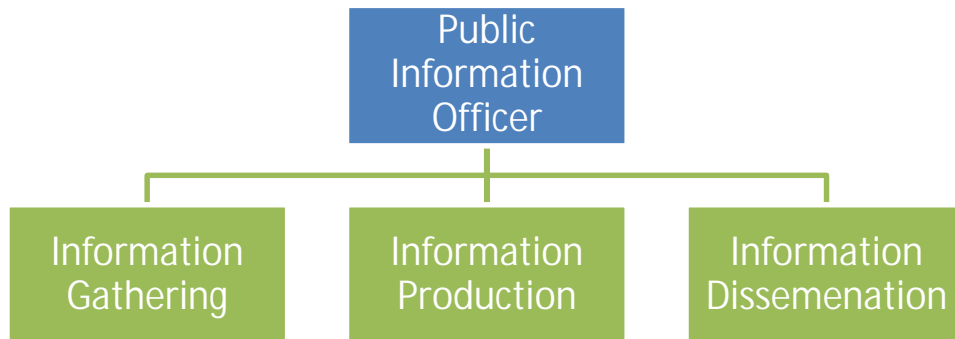 Public
Information
Officer
Information
Gathering
Information
Production
Information
Dissemenation